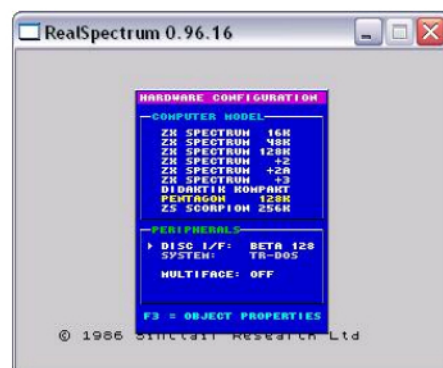 RealSpectrum 0.96.16
HARDWARE CONFIGURATION
COMPUTER MODEL
ZX SPECTRUM 16K
ZX SPECTRUM 48K
ZX SPECTRUM 128K
ZX SPECTRUM +2
ZX SPECTRUM +2A
ZX SPECTRUM +3
DIDAKTIK KOMPAKT
PENTAGON 128K
ZS SCORPION 256K
PERIPHERALS
DISC I/F: BETA 128
SYSTEM: TR-DOS
MULTIFACE: OFF
F3 = OBJECT PROPERTIES
© 1986 Sinclair Research Ltd